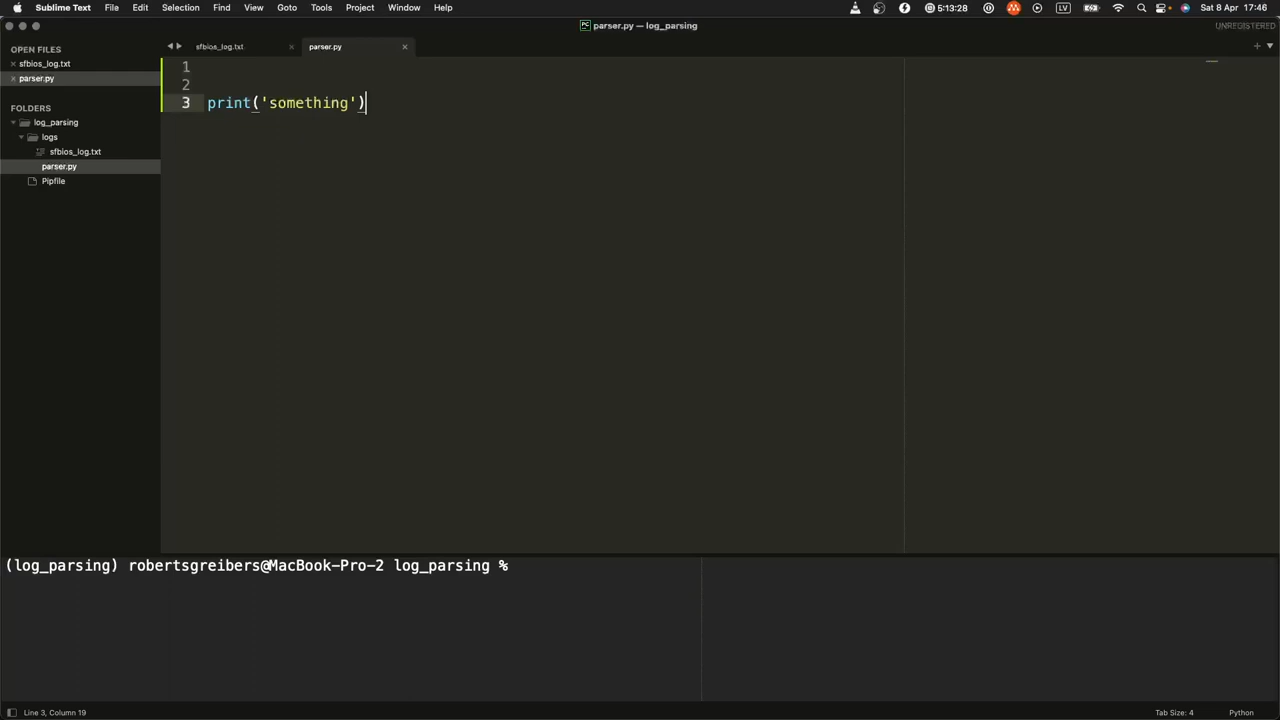 Sublime Text File Edit Selection Find View Goto Tools Project Window Help 5:13:28 LV Sat 8 Apr 17:46
parser.py — log_parsing UNREGISTERED
OPEN FILES
sfbios_log.txt
parser.py
FOLDERS
log_parsing
logs
sfbios_log.txt
parser.py
Pipfile
sfbios_log.txt parser.py
1
2
3 print('something')
(log_parsing) robertsgreibers@MacBook-Pro-2 log_parsing %
Line 3, Column 19 Tab Size: 4 Python